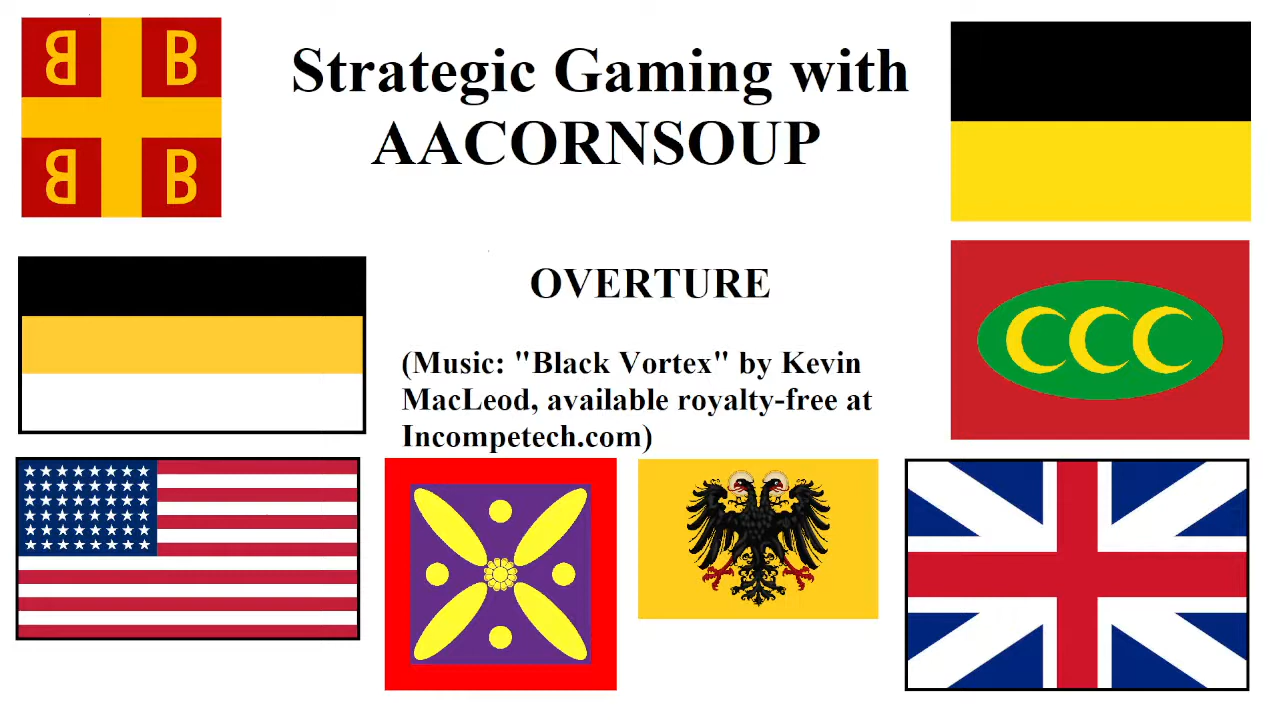 Strategic Gaming with
AACORNSOUP
B B
B B
OVERTURE
(Music: "Black Vortex" by Kevin
MacLeod, available royalty-free at
Incompetech.com)